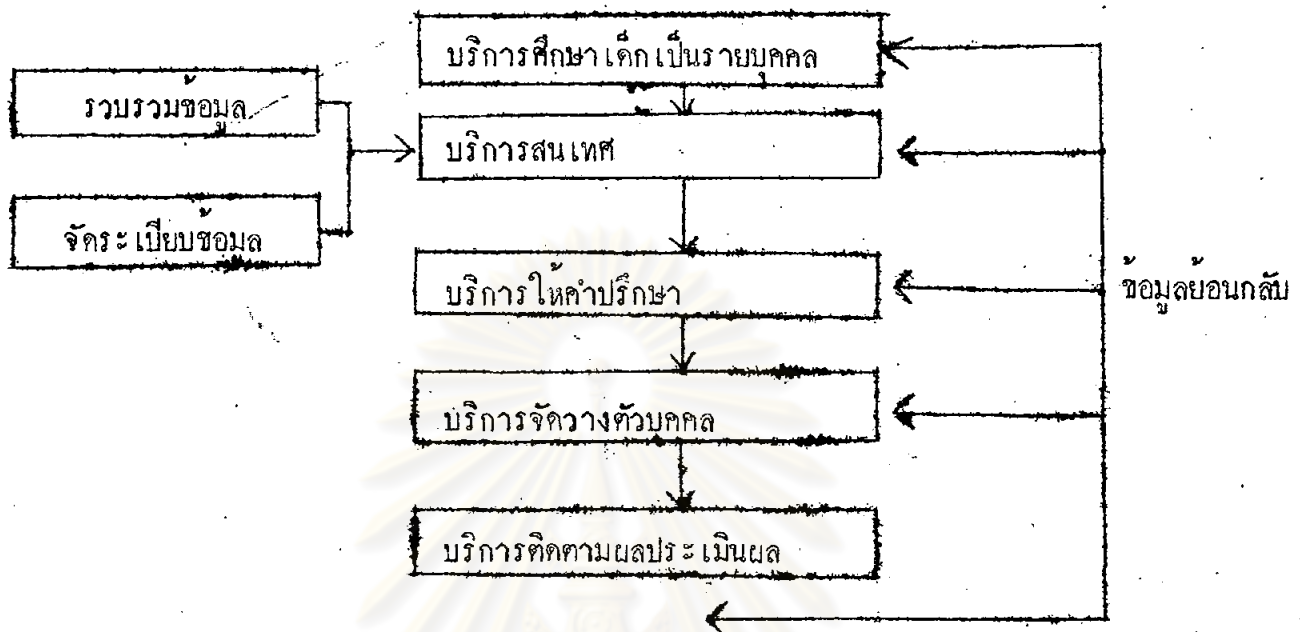 บริการศึกษาเด็กเป็นรายบุคคล
รวบรวมข้อมูล
บริการสนเทศ
จัดระเบียบข้อมูล
บริการให้คำปรึกษา
ข้อมูลย้อนกลับ
บริการจัดวางตัวบุคคล
บริการติดตามผลประเมินผล